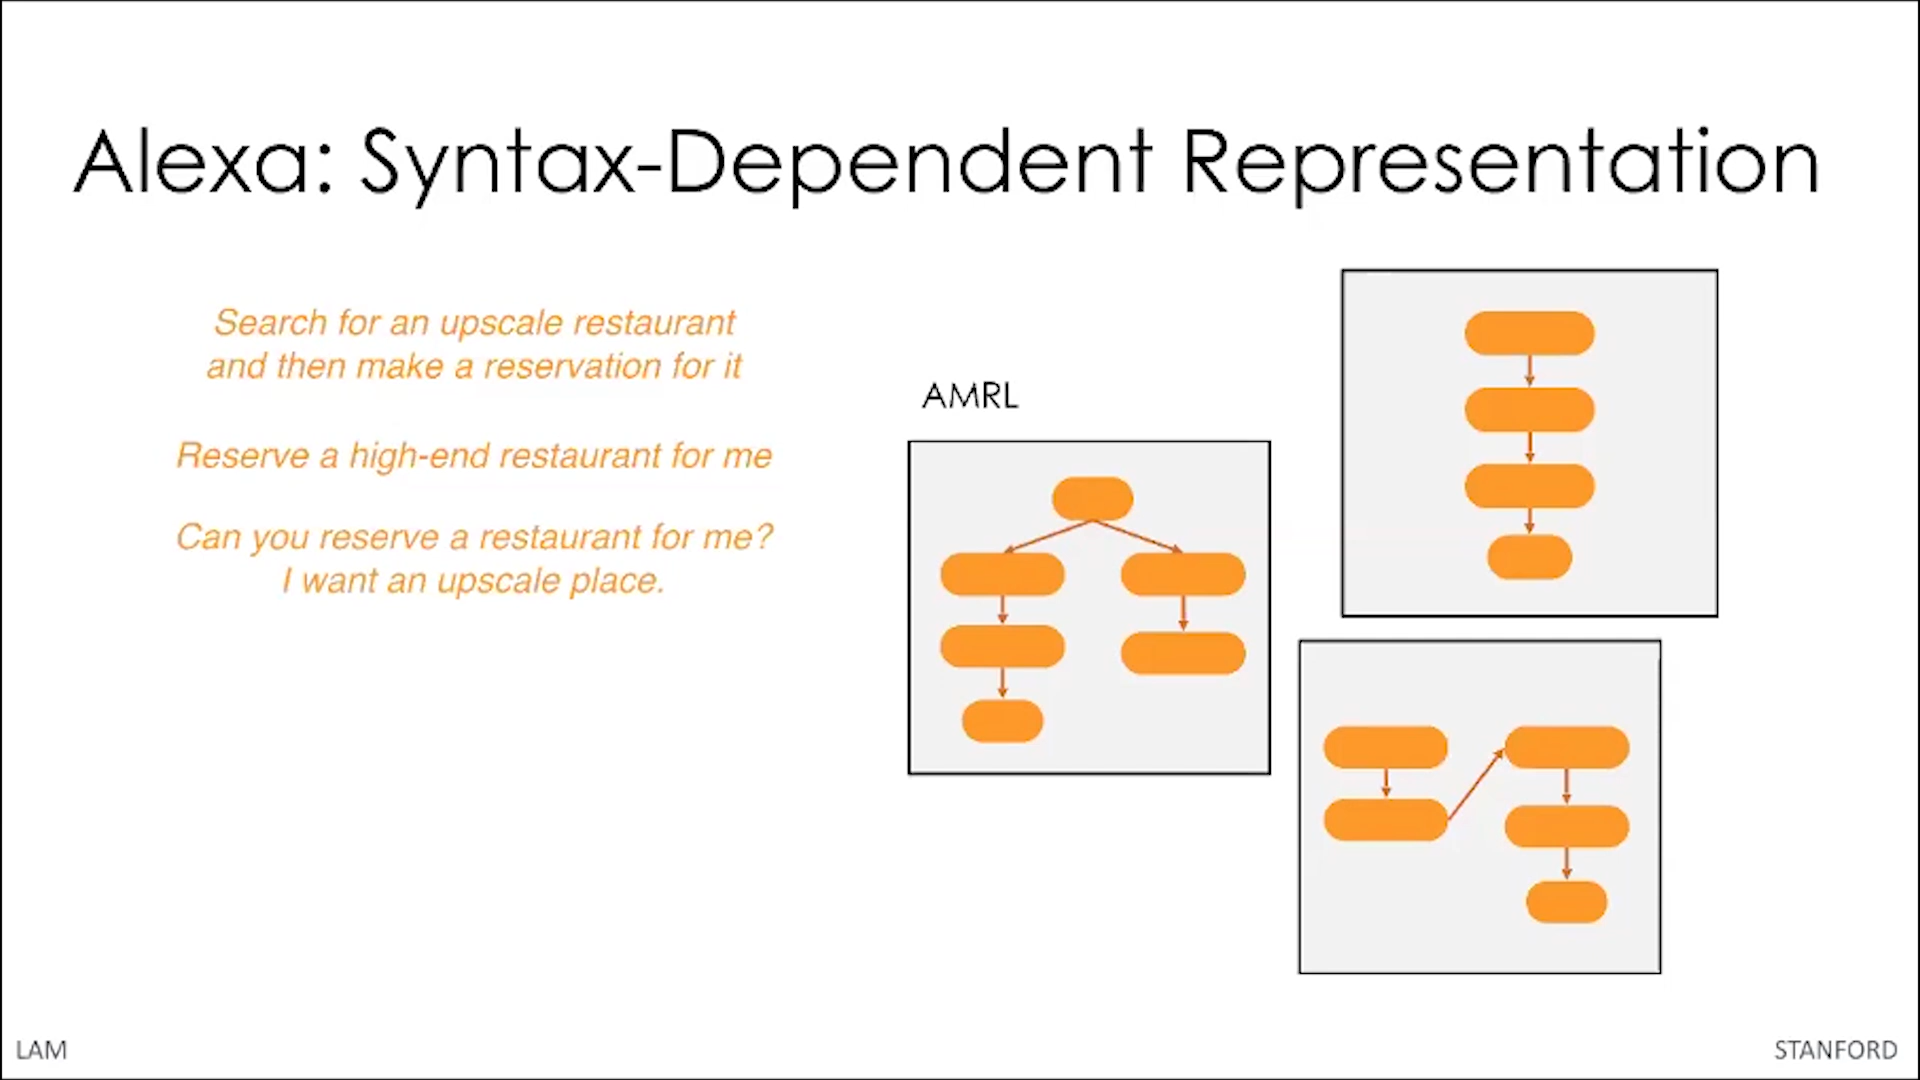 Alexa: Syntax-Dependent Representation
Search for an upscale restaurant
and then make a reservation for it
Reserve a high-end restaurant for me
Can you reserve a restaurant for me?
I want an upscale place.
AMRL
LAM
STANFORD